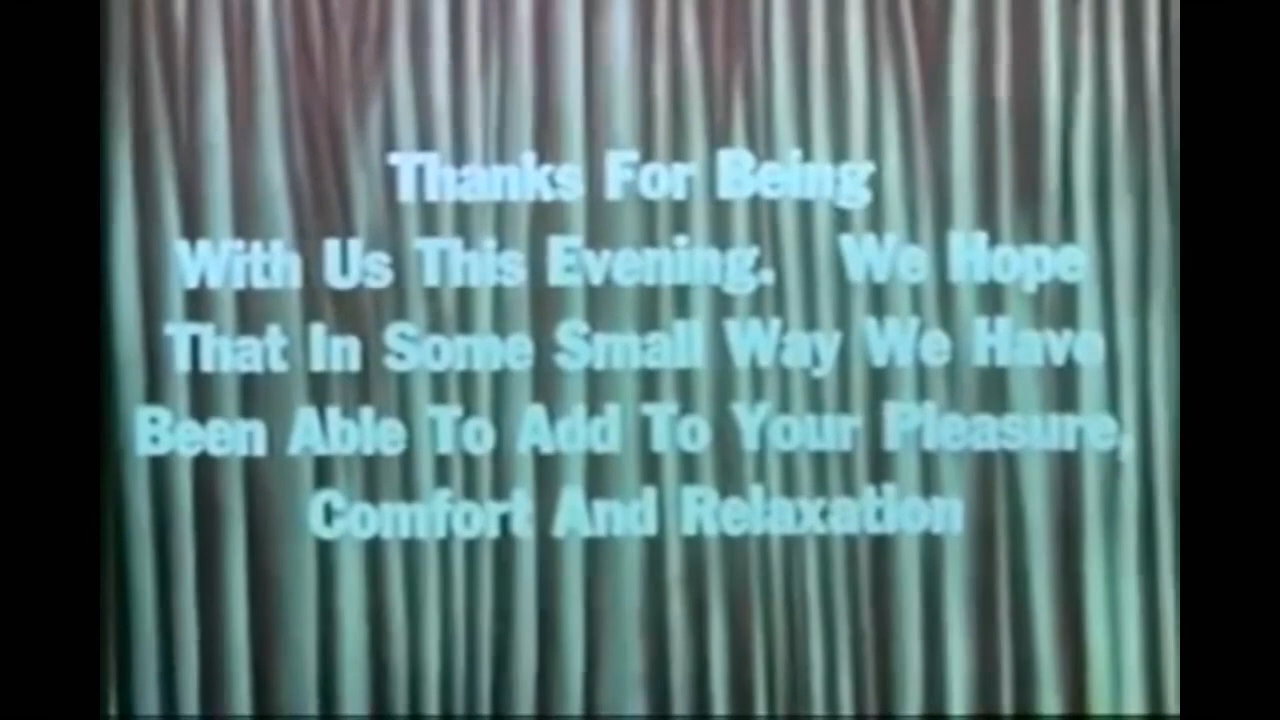 Thanks For Being
With Us This Evening. We Hope
That In Some Small Way We Have
Been Able To Add To Your Pleasure,
Comfort And Relaxation